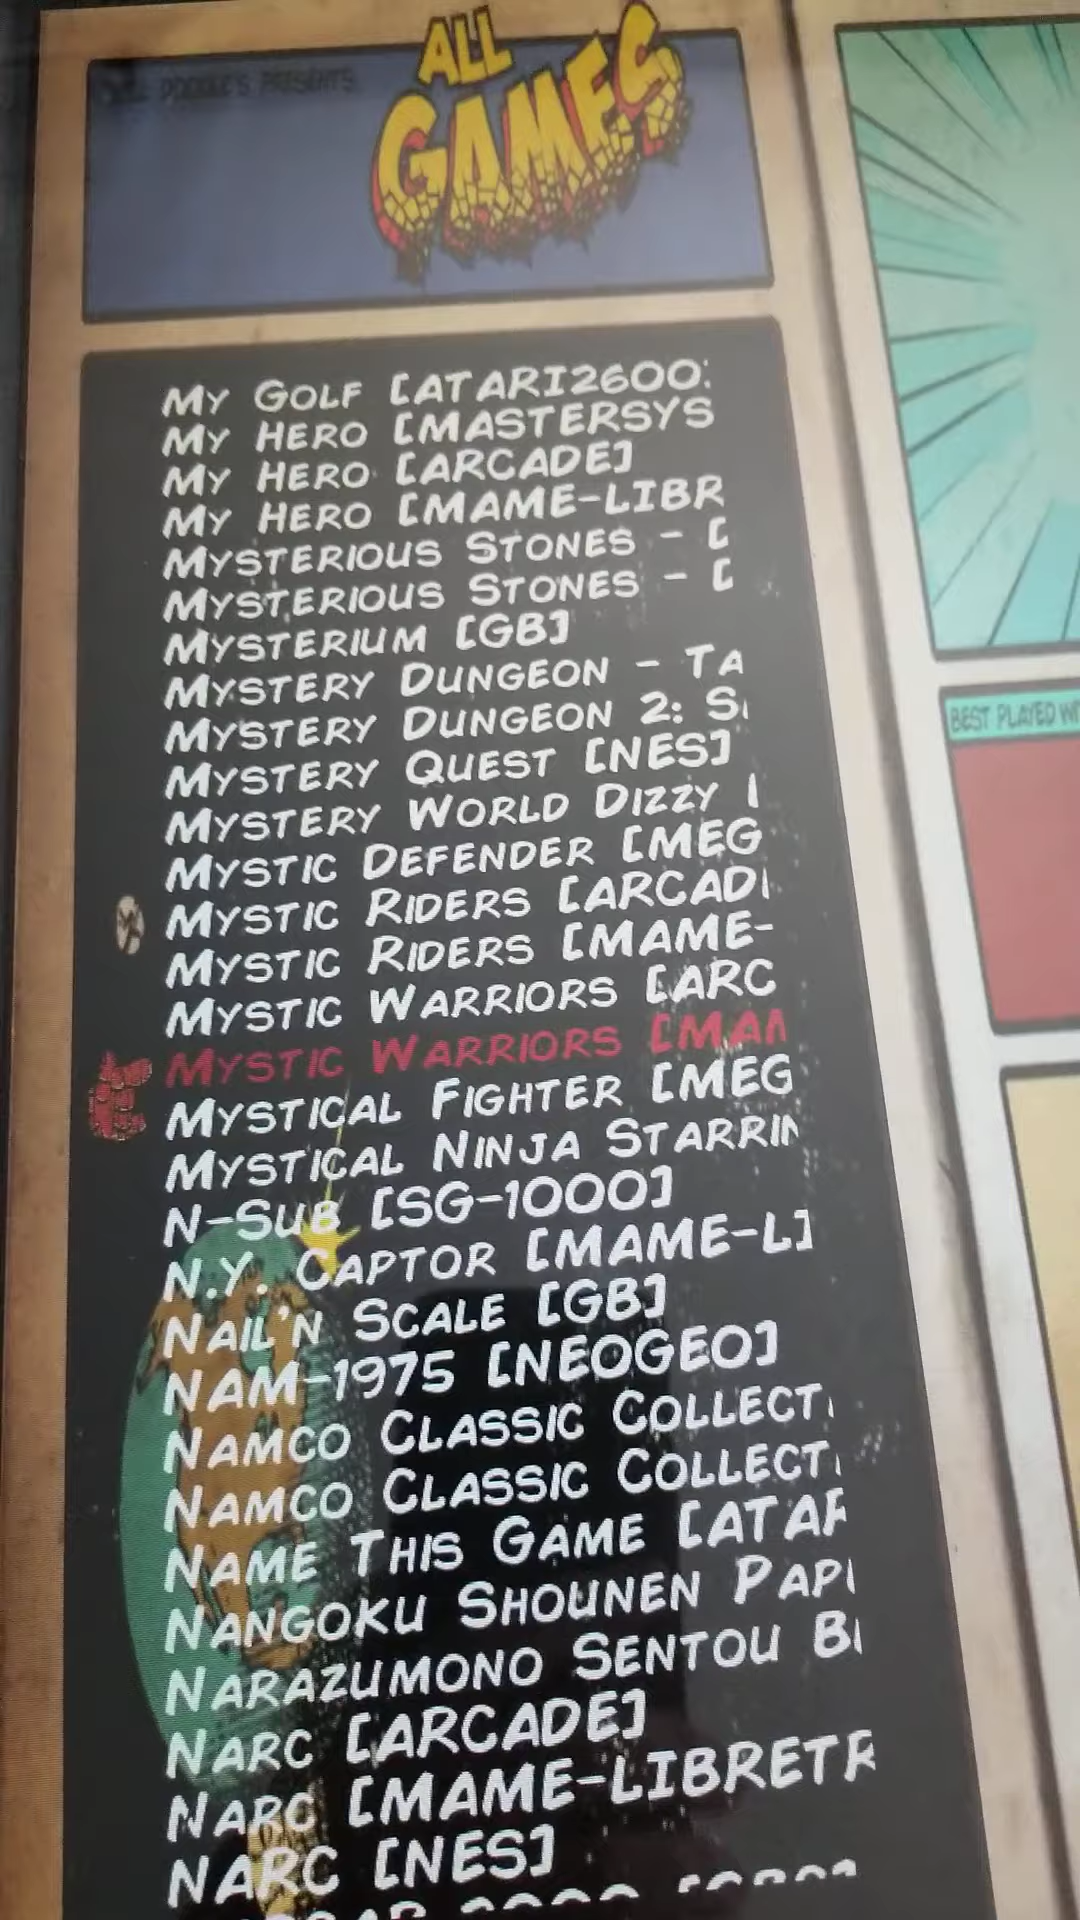 ALL
GAMES
My Golf [ATARI2600]
My Hero [MASTERSYS
My Hero [ARCADE]
My Hero [MAME-LIBR
Mysterious Stones - [
Mysterious Stones - [
Mysterium [GB]
Mystery Dungeon - Ta
Mystery Dungeon 2: S
Mystery Quest [NES]
Mystery World Dizzy
Mystic Defender [MEG
Mystic Riders [ARCAD
Mystic Riders [MAME-
Mystic Warriors [ARC
Mystic Warriors [MAM
Mystical Fighter [MEG
Mystical Ninja Starrin
N-Sub [SG-1000]
N.Y. Captor [MAME-L]
Nail'n Scale [GB]
NAM-1975 [NEOGEO]
Namco Classic Collect
Namco Classic Collect
Name This Game [ATAR
Nangoku Shounen Pap
Narazumono Sentou B
Narc [ARCADE]
Narc [MAME-LIBRETR
NARC [NES]
BEST PLAYED WI